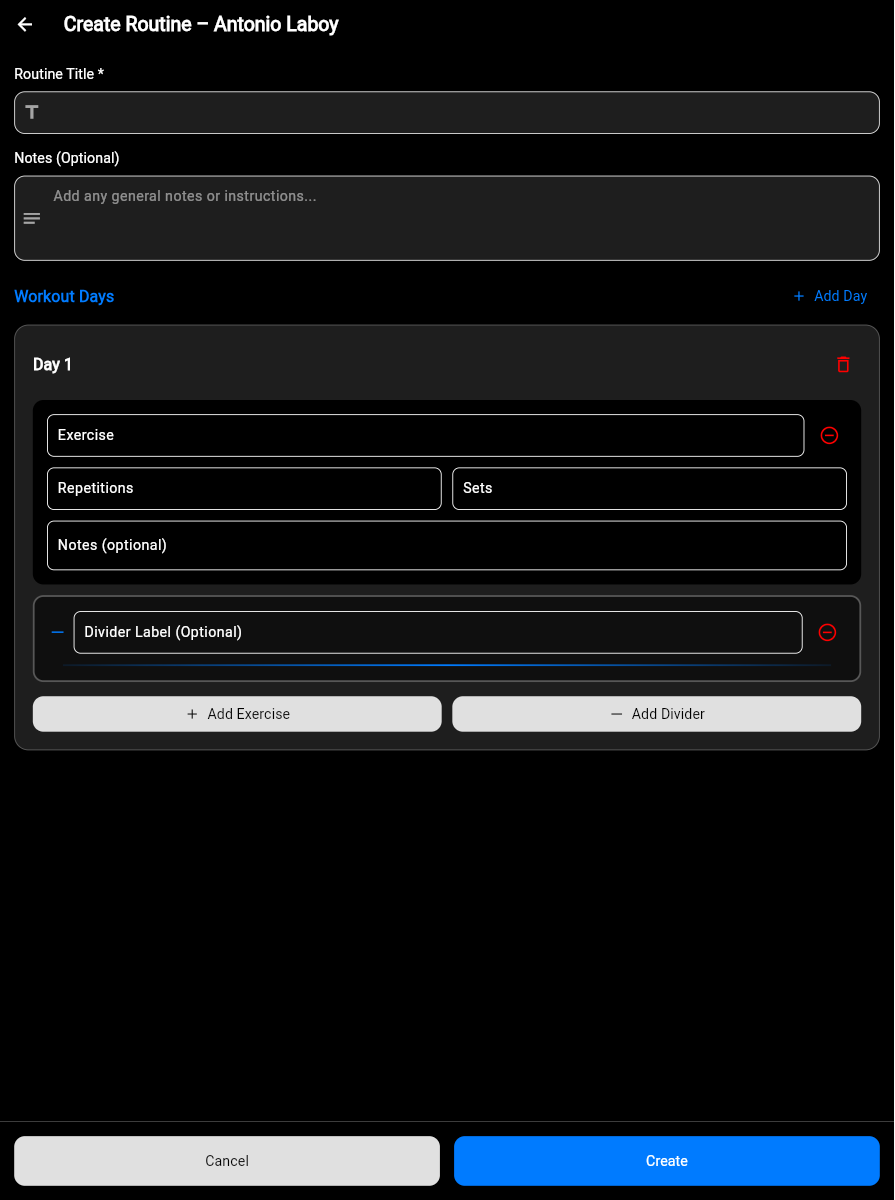 Create Routine – Antonio Laboy
Routine Title *
Notes (Optional)
Add any general notes or instructions...
Workout Days
Add Day
Day 1
Exercise
Repetitions
Sets
Notes (optional)
Divider Label (Optional)
Add Exercise
Add Divider
Cancel
Create